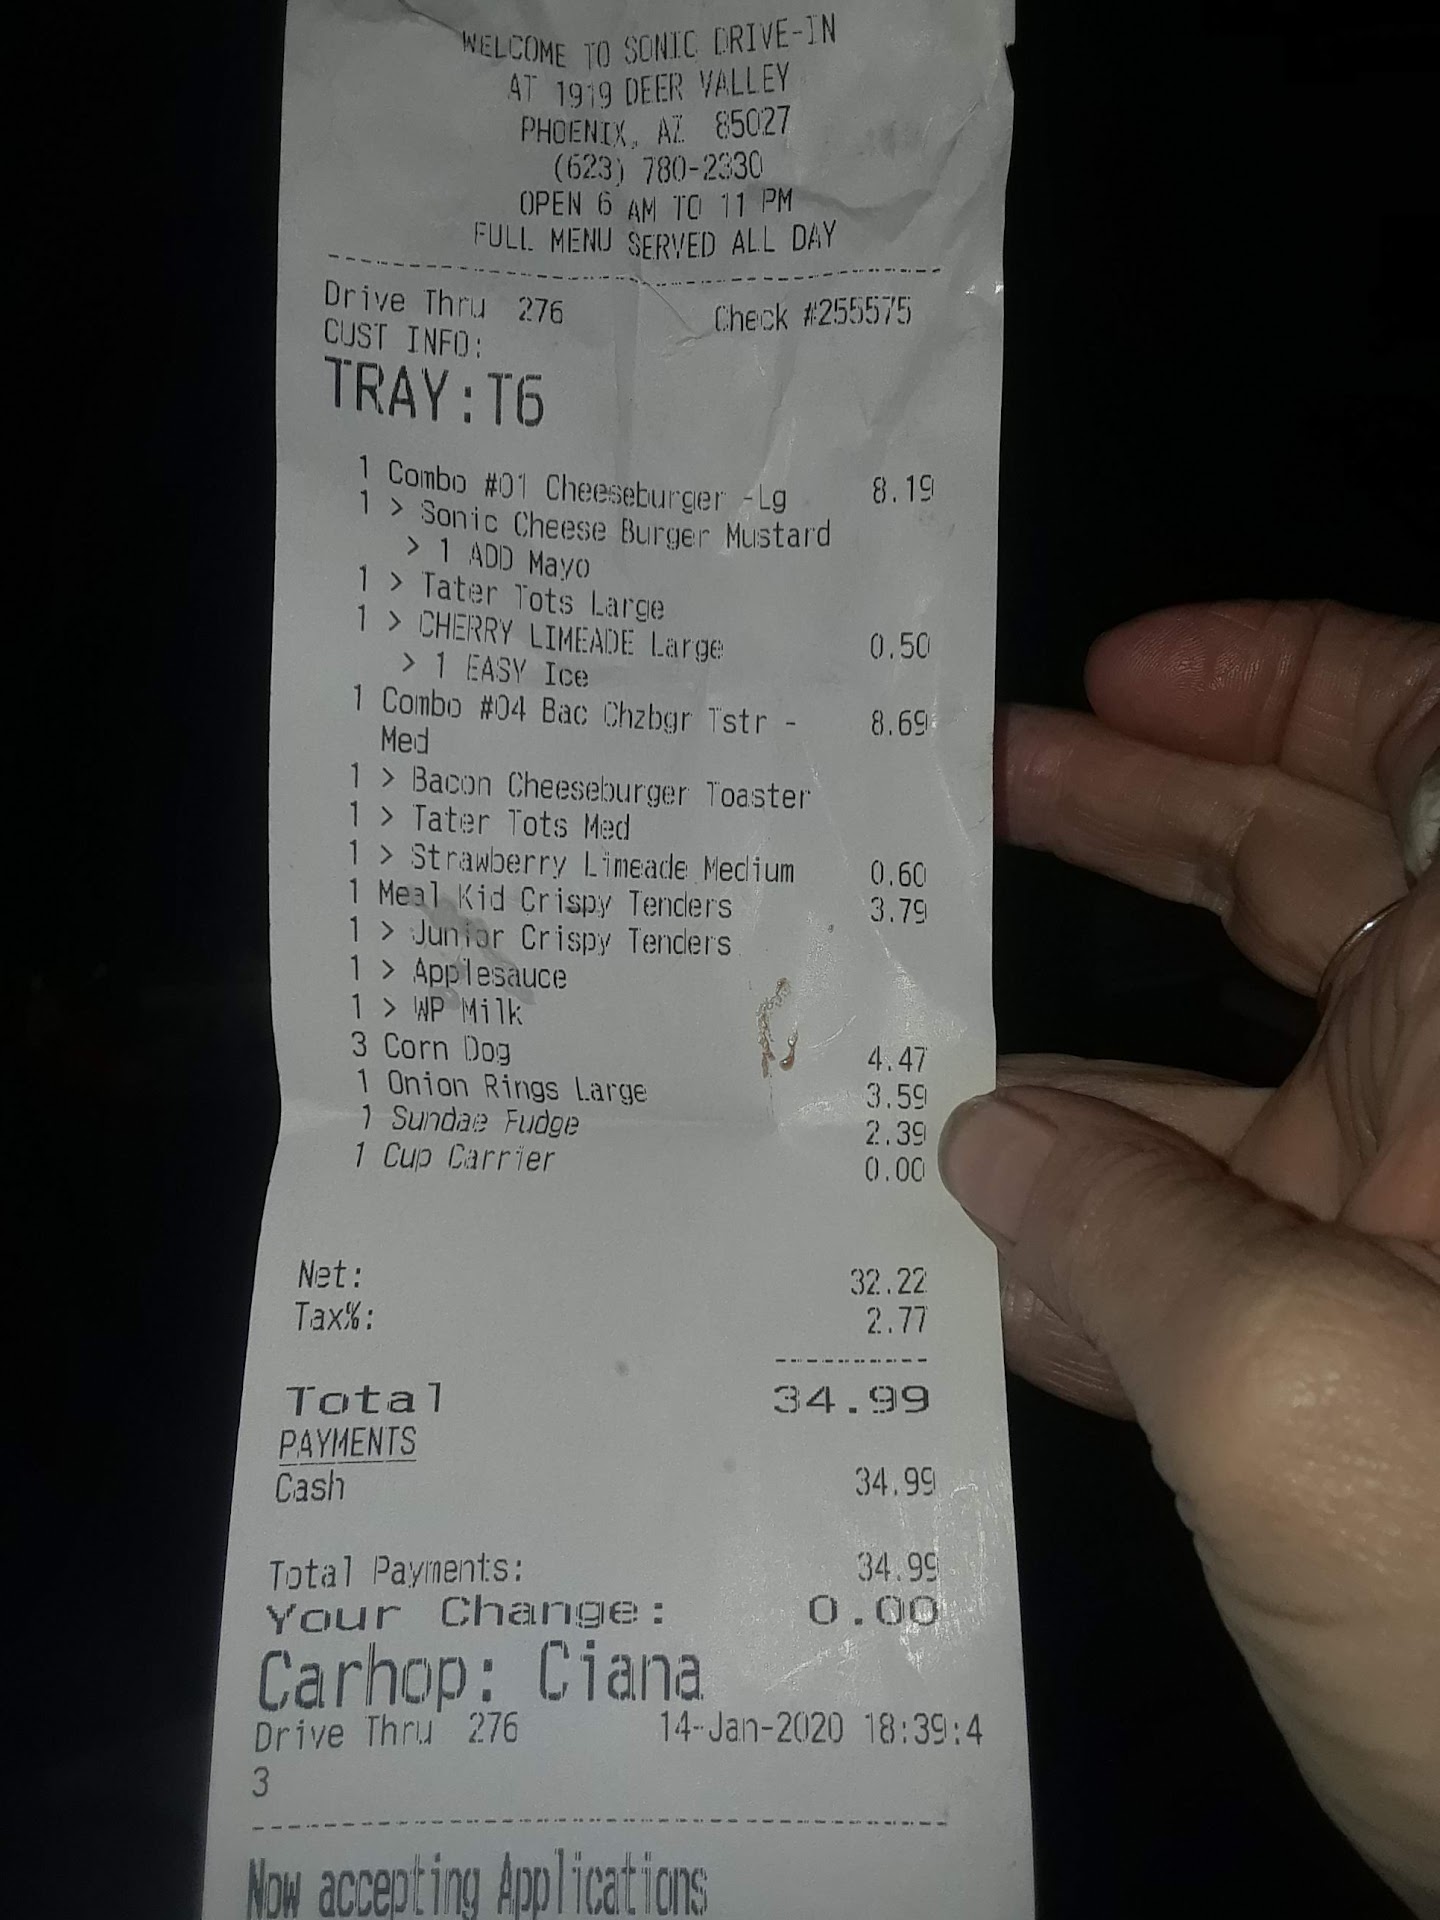 WELCOME TO SONIC DRIVE-IN
AT 1919 DEER VALLEY
PHOENIX, AZ 85027
(623) 780-2330
OPEN 6 AM TO 11 PM
FULL MENU SERVED ALL DAY
Drive Thru 276 Check #255575
CUST INFO:
TRAY:T6
1 Combo #01 Cheeseburger -Lg 8.19
1 > Sonic Cheese Burger Mustard
> 1 ADD Mayo
1 > Tater Tots Large
1 > CHERRY LIMEADE Large 0.50
> 1 EASY Ice
1 Combo #04 Bac Chzbgr Tstr - 8.69
Med
1 > Bacon Cheeseburger Toaster
1 > Tater Tots Med
1 > Strawberry Limeade Medium 0.60
1 Meal Kid Crispy Tenders 3.79
1 > Junior Crispy Tenders
1 > Applesauce
1 > WP Milk
3 Corn Dog 4.47
1 Onion Rings Large 3.59
1 Sundae Fudge 2.39
1 Cup Carrier 0.00
Net: 32.22
Tax%: 2.77
Total 34.99
PAYMENTS
Cash 34.99
Total Payments: 34.99
Your Change: 0.00
Carhop: Ciana
Drive Thru 276 14-Jan-2020 18:39:4
3
Now accepting Applications